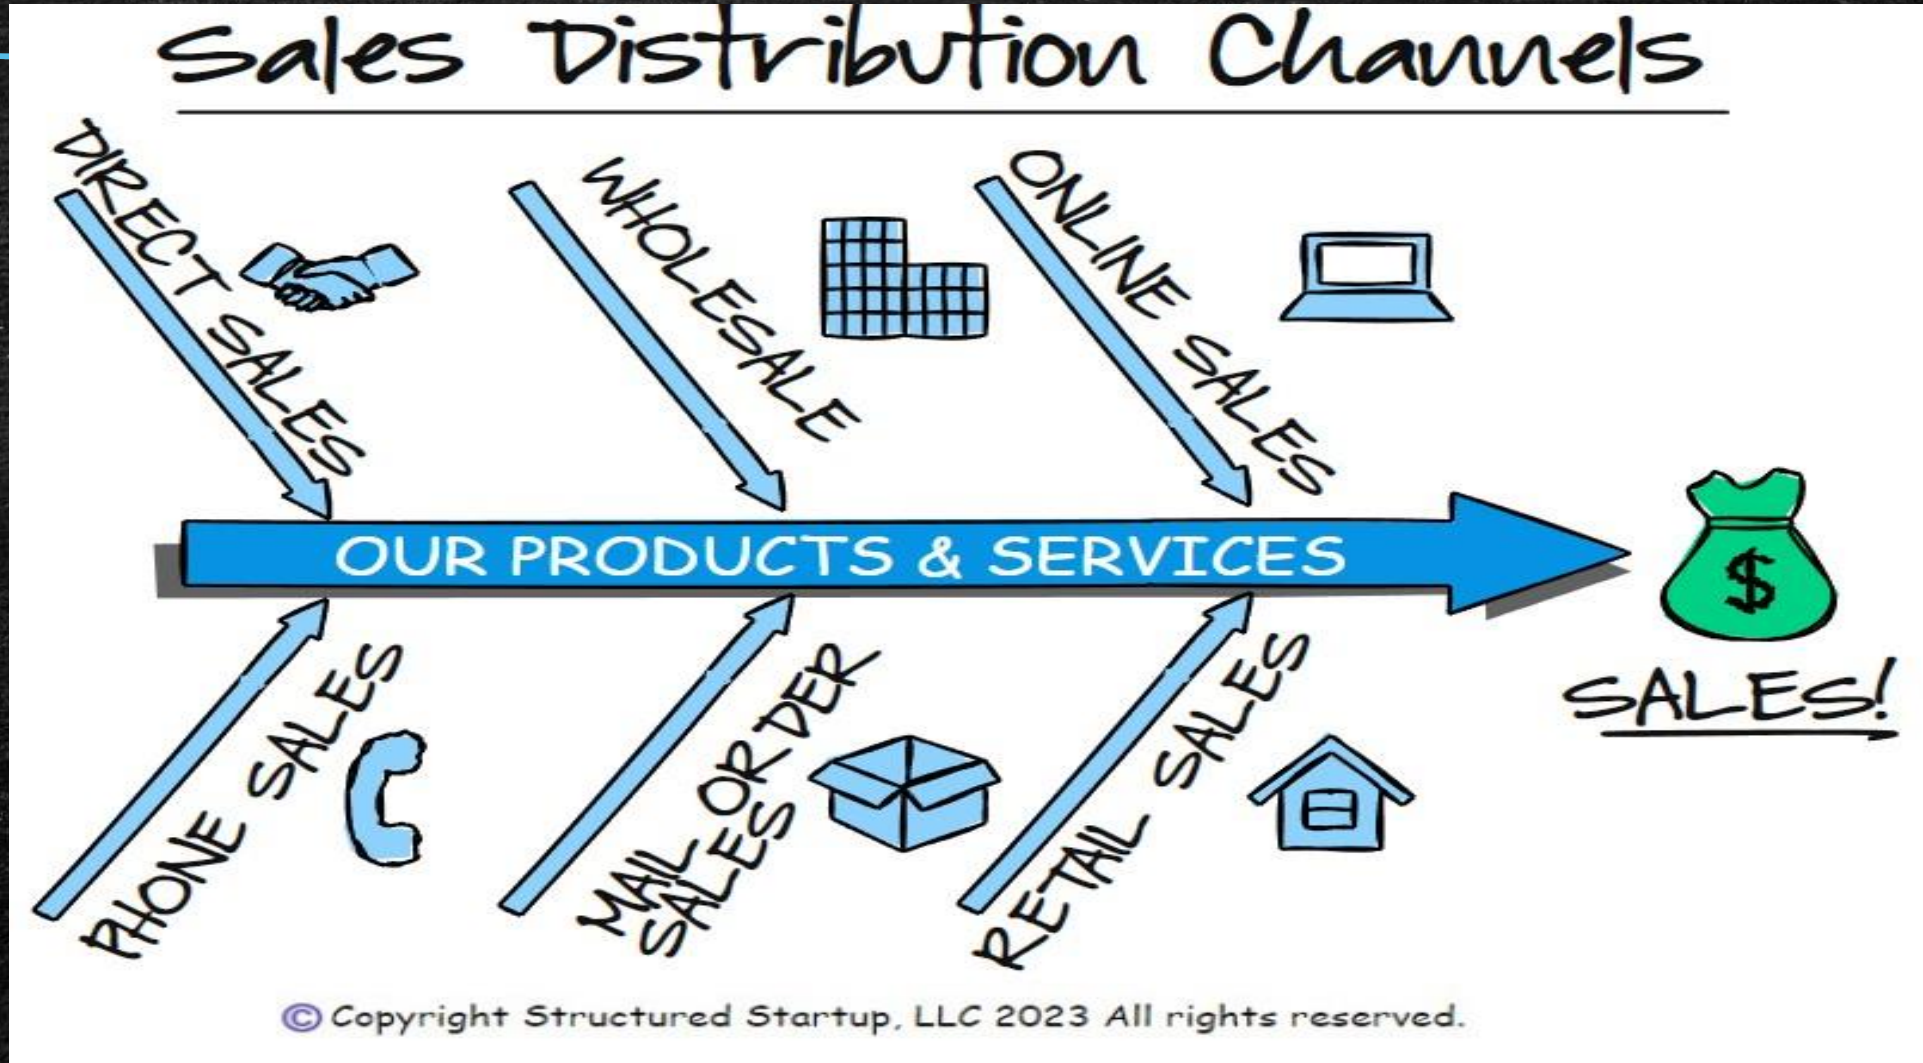 Sales Distribution Channels
DIRECT SALES
WHOLESALE
ONLINE SALES
OUR PRODUCTS & SERVICES
$
SALES!
PHONE SALES
MAIL ORDER
SALES
RETAIL SALES
© Copyright Structured Startup, LLC 2023 All rights reserved.